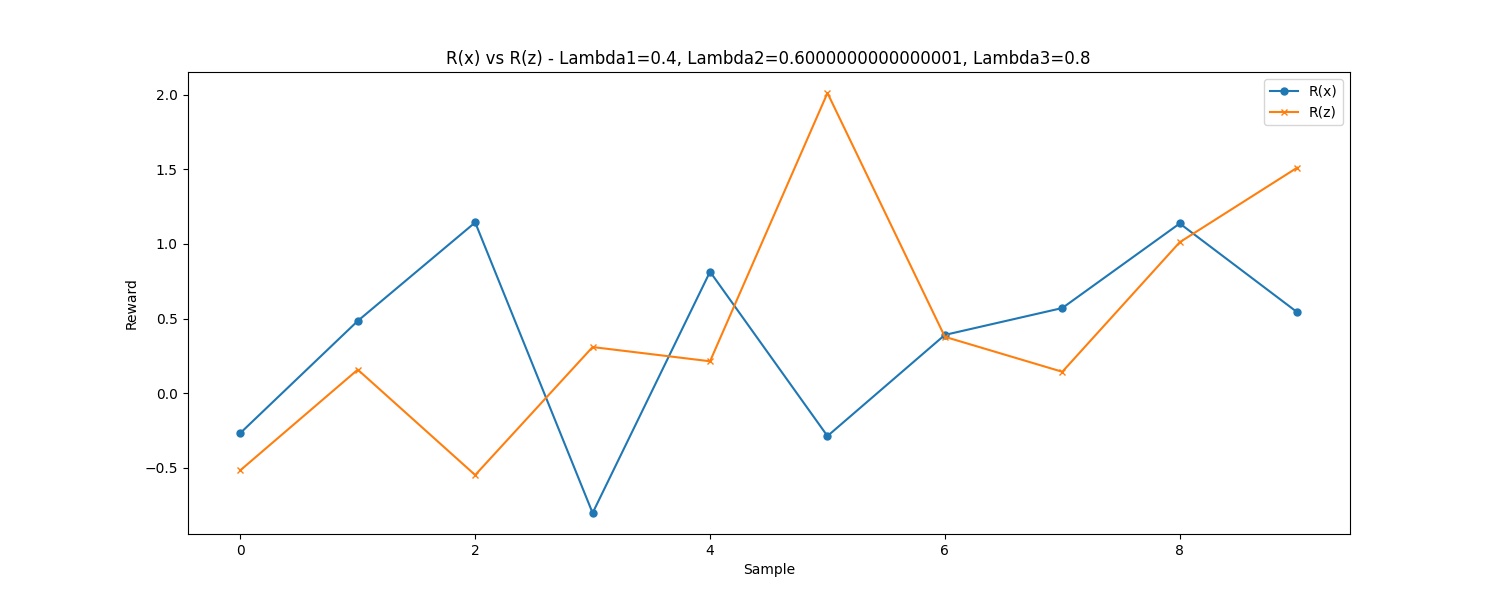 R(x) vs R(z) - Lambda1=0.4, Lambda2=0.6000000000000001, Lambda3=0.8
R(x)
R(z)
2.0
1.5
1.0
0.5
0.0
−0.5
Reward
0 2 4 6 8
Sample